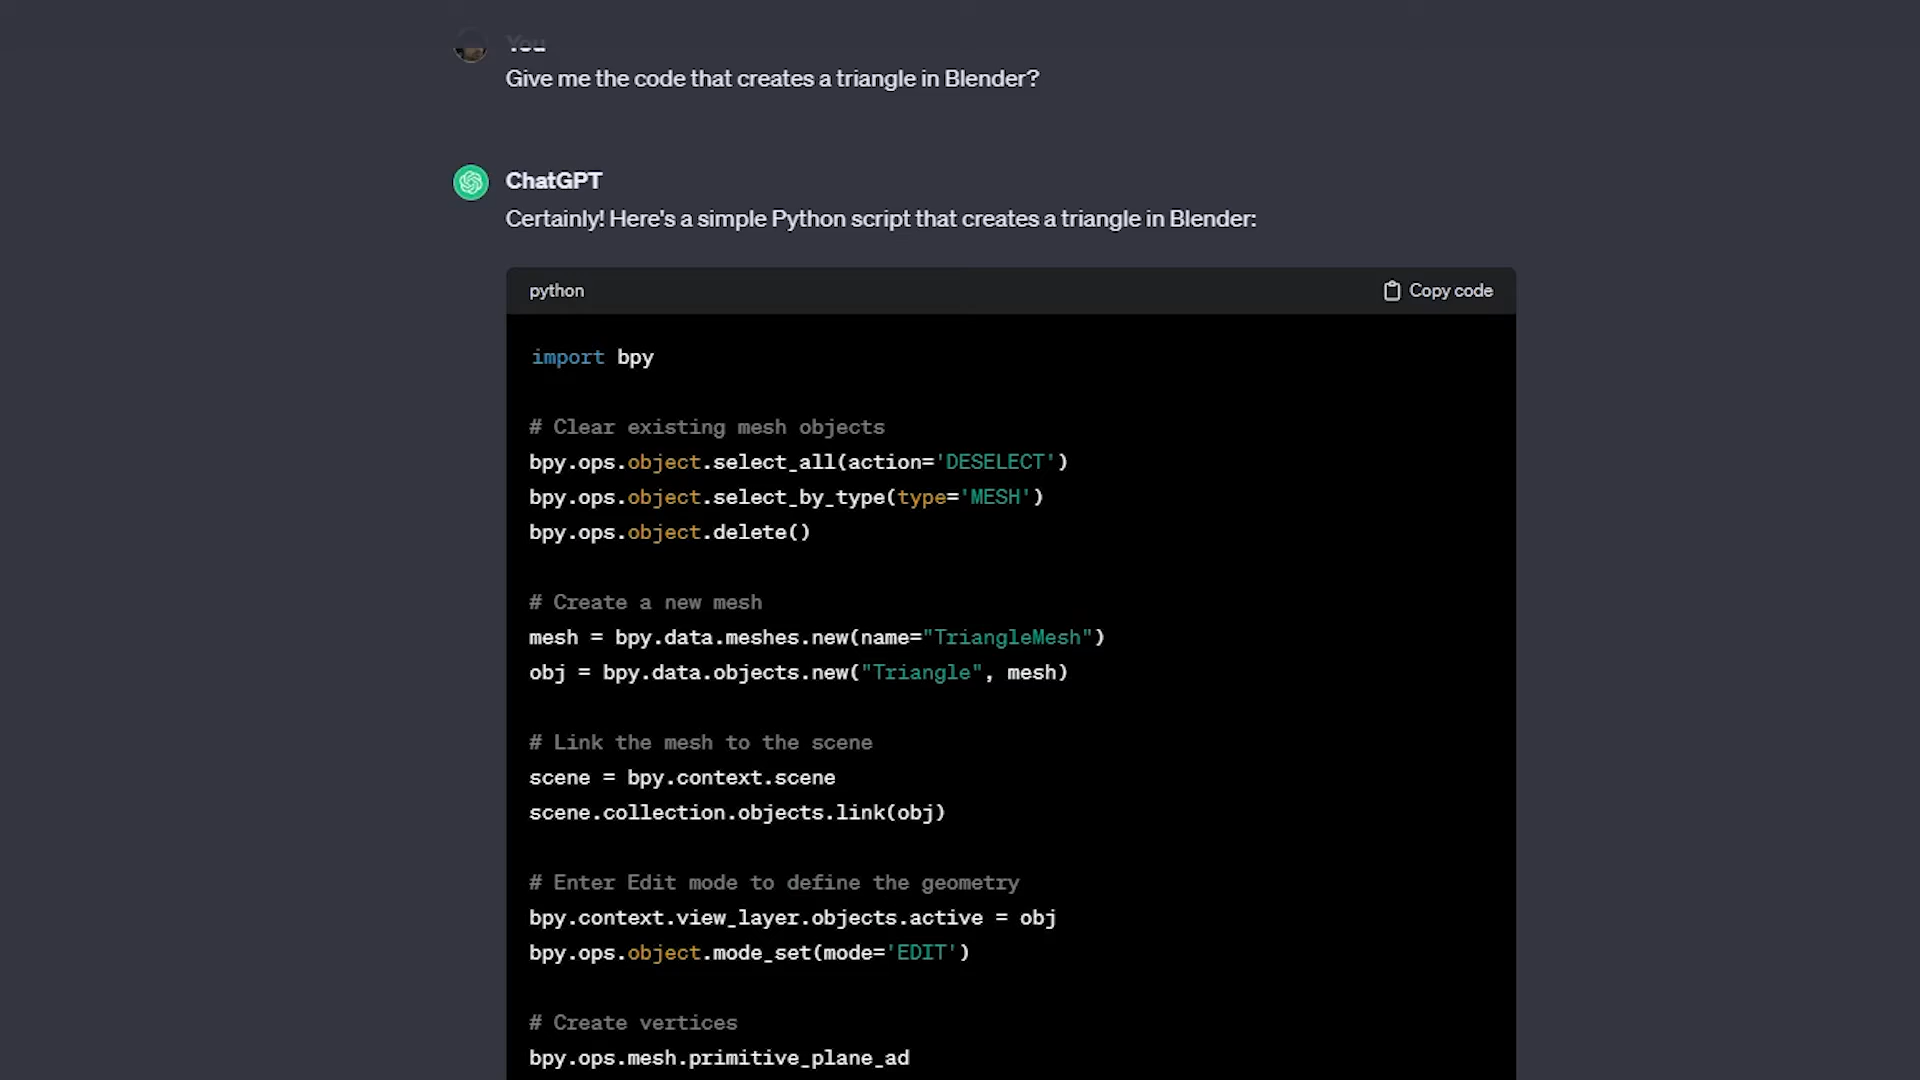 You
Give me the code that creates a triangle in Blender?
ChatGPT
Certainly! Here's a simple Python script that creates a triangle in Blender:
python
Copy code
import bpy
# Clear existing mesh objects
bpy.ops.object.select_all(action='DESELECT')
bpy.ops.object.select_by_type(type='MESH')
bpy.ops.object.delete()
# Create a new mesh
mesh = bpy.data.meshes.new(name="TriangleMesh")
obj = bpy.data.objects.new("Triangle", mesh)
# Link the mesh to the scene
scene = bpy.context.scene
scene.collection.objects.link(obj)
# Enter Edit mode to define the geometry
bpy.context.view_layer.objects.active = obj
bpy.ops.object.mode_set(mode='EDIT')
# Create vertices
bpy.ops.mesh.primitive_plane_ad